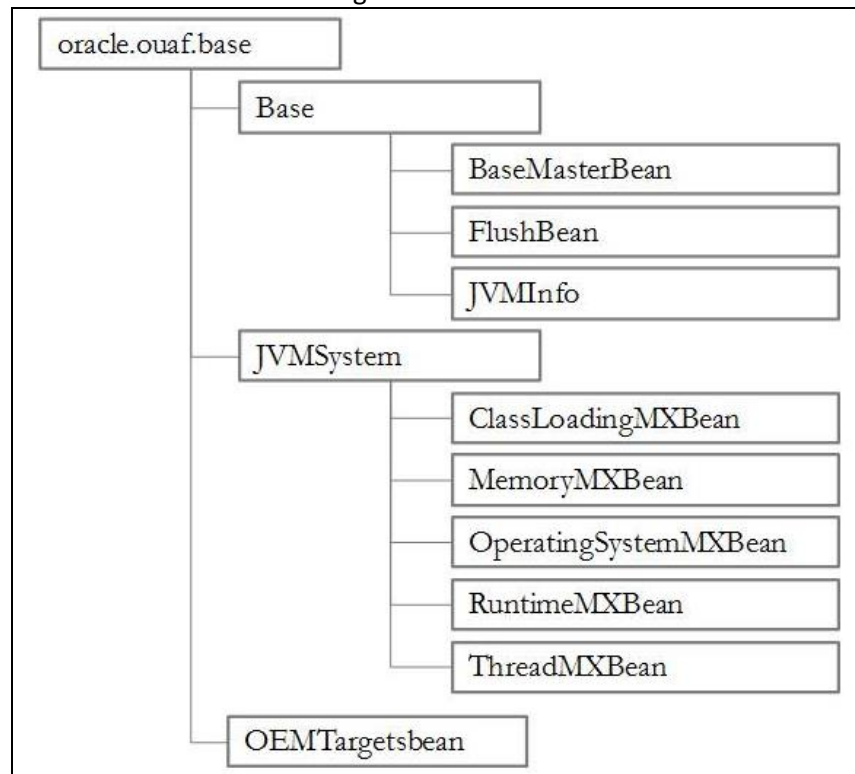 oracle.ouaf.base
Base
BaseMasterBean
FlushBean
JVMInfo
JVMSystem
ClassLoadingMXBean
MemoryMXBean
OperatingSystemMXBean
RuntimeMXBean
ThreadMXBean
OEMTargetsbean